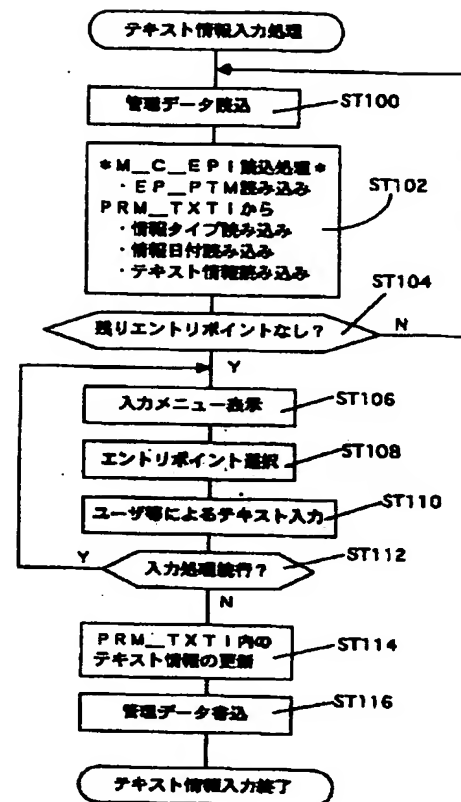 テキスト情報入力処理
管理データ読込
ST100
*M_C_EPI読込処理*
・EP_PTM読み込み
PRM_TXTIから
・情報タイプ読み込み
・情報日付読み込み
・テキスト情報読み込み
ST102
ST104
残りエントリポイントなし?
N
Y
入力メニュー表示
ST106
エントリポイント選択
ST108
ユーザ等によるテキスト入力
ST110
Y
入力処理続行?
ST112
N
PRM_TXTI内の
テキスト情報の更新
ST114
管理データ書込
ST116
テキスト情報入力終了